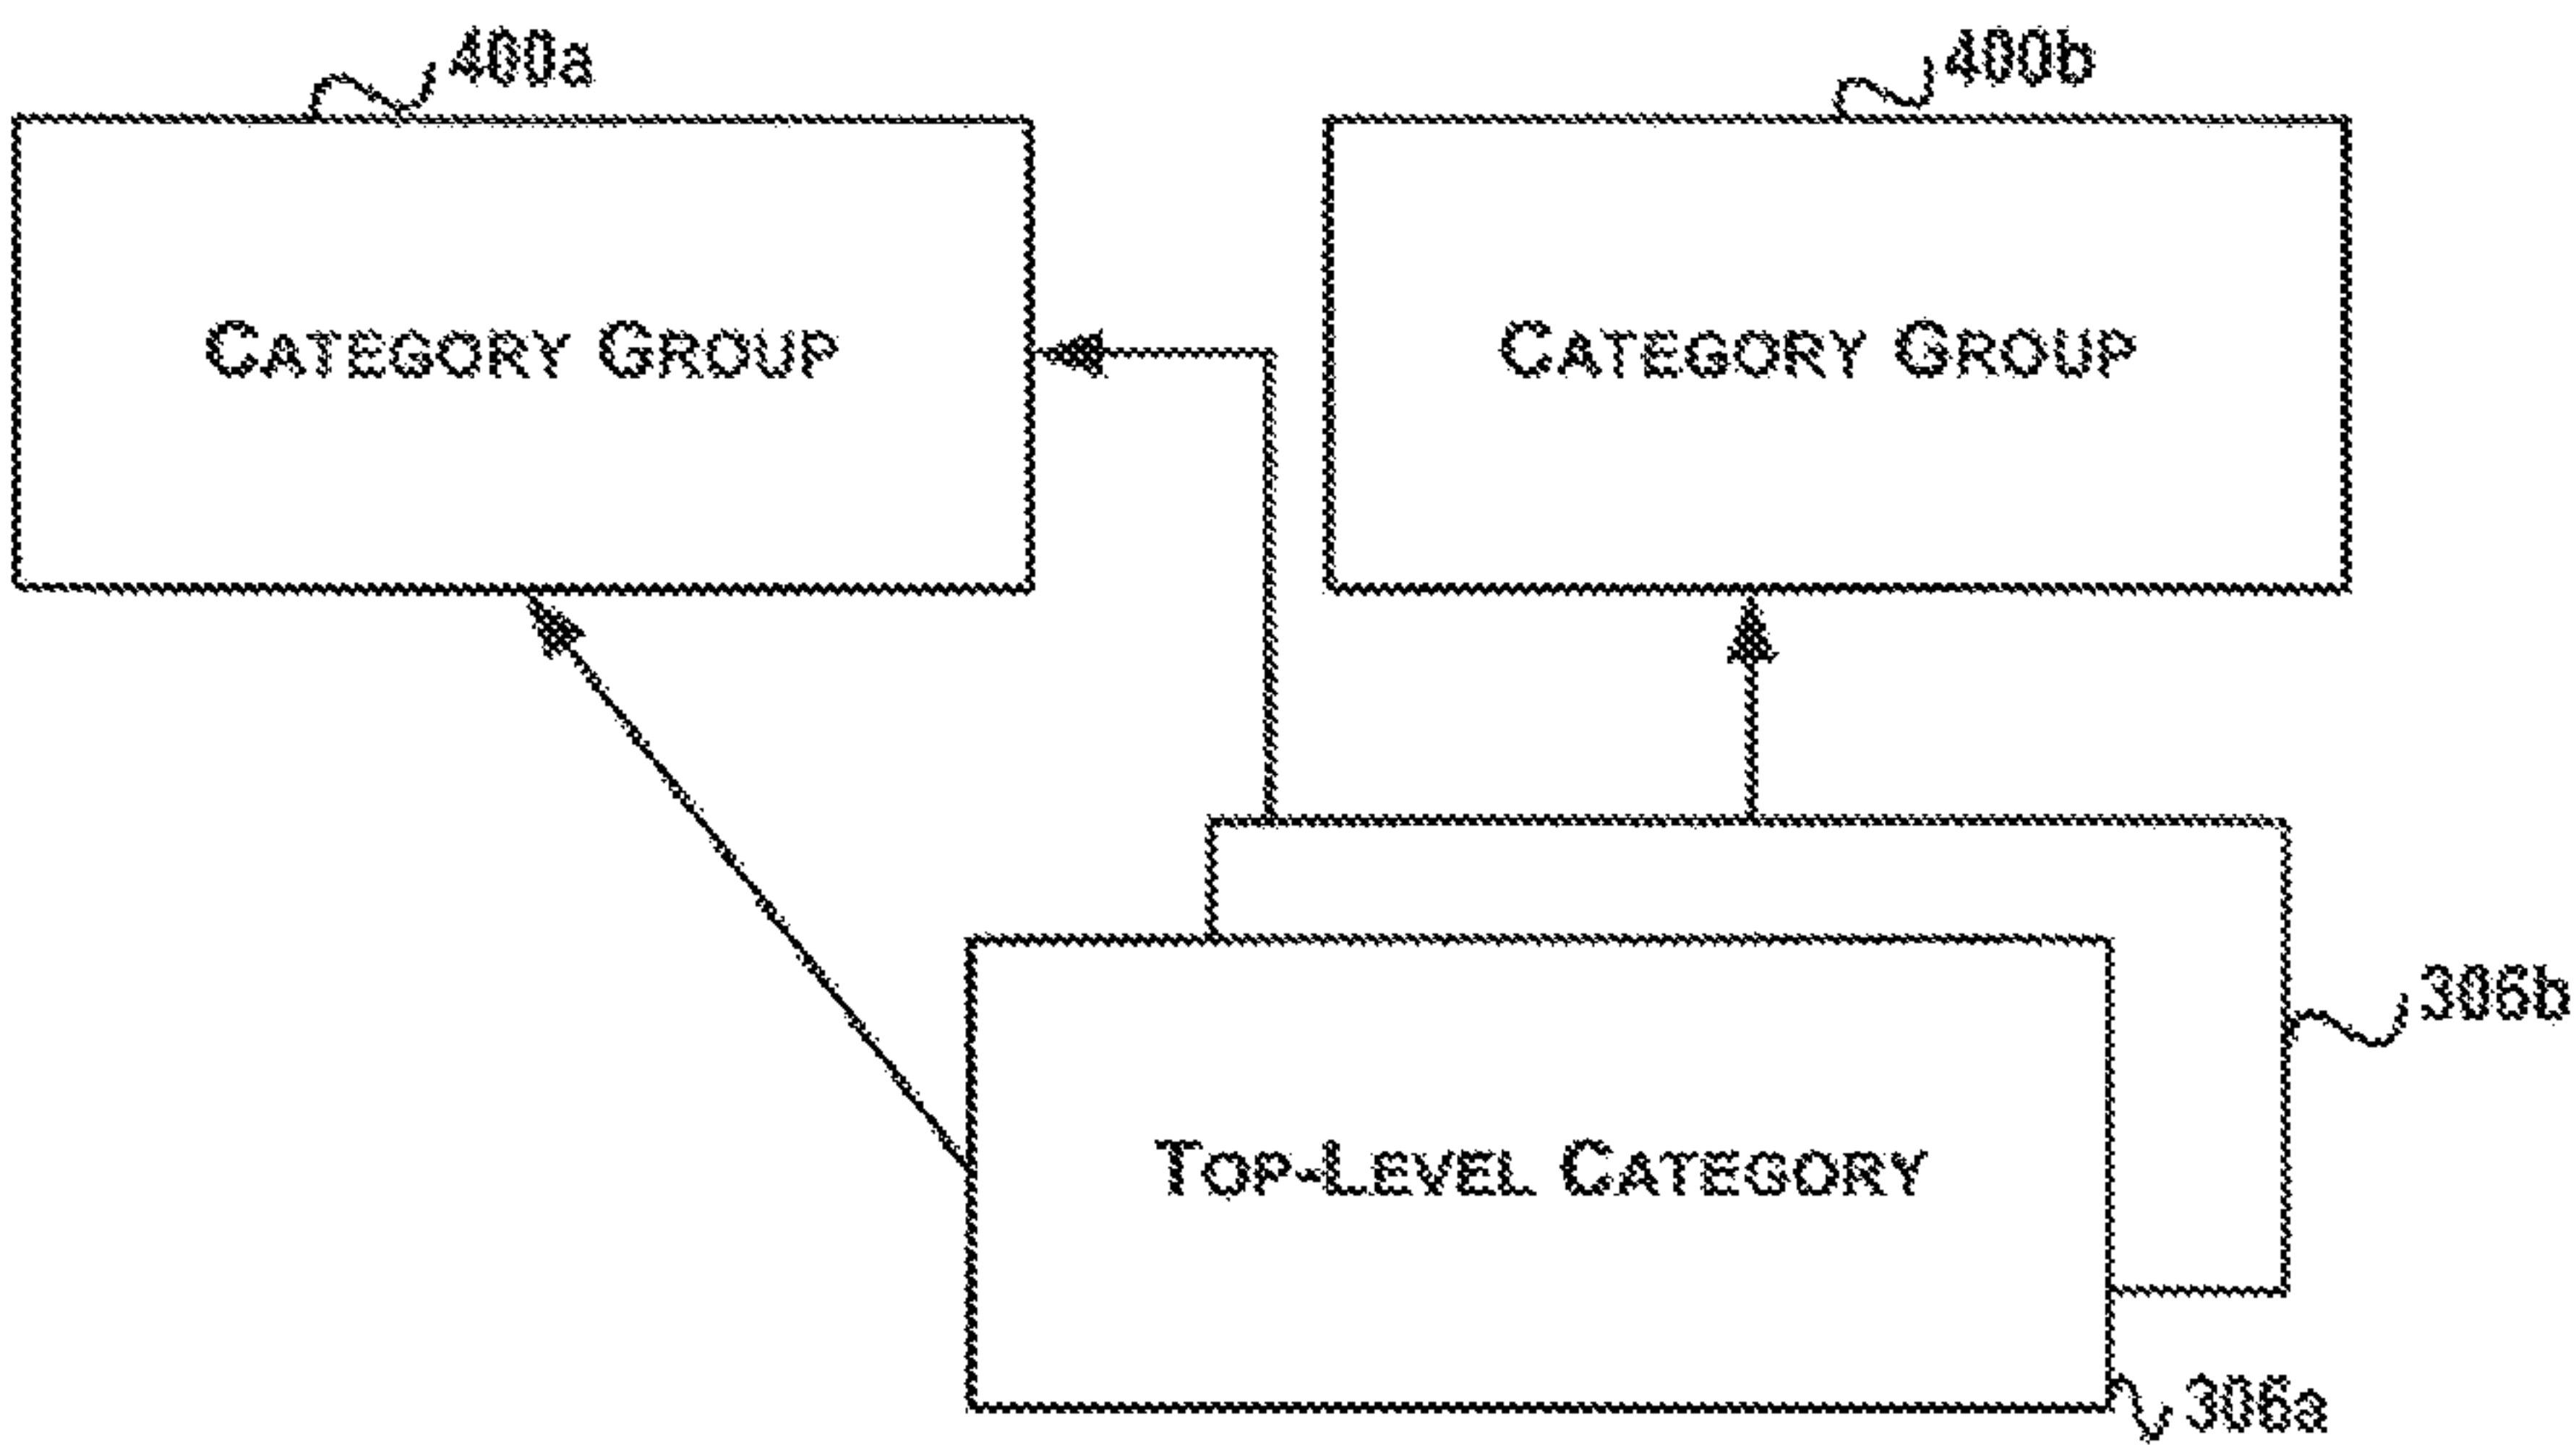 400a
400b
CATEGORY GROUP
CATEGORY GROUP
306b
TOP-LEVEL CATEGORY
306a